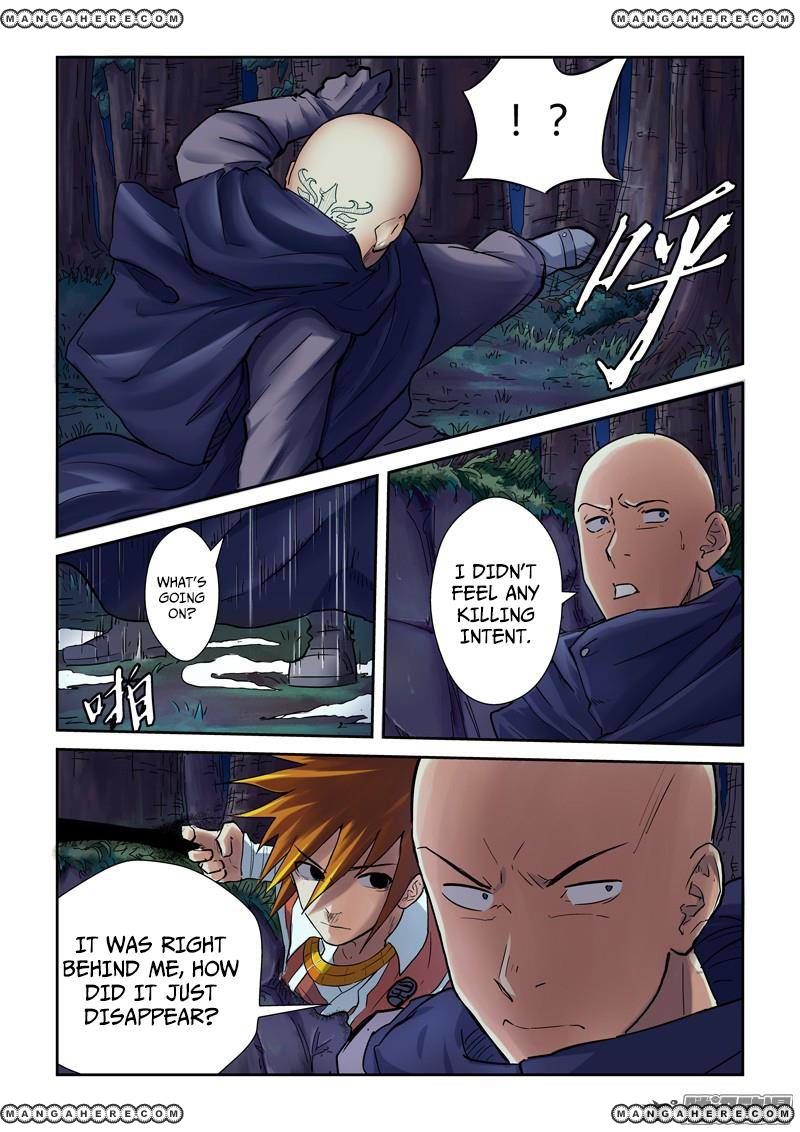 MANGAHERE.COM
MANGAHERE.COM
! ?
呼
I DIDN'T
FEEL ANY
KILLING
INTENT.
WHAT'S
GOING
ON?
啪
IT WAS RIGHT
BEHIND ME, HOW
DID IT JUST
DISAPPEAR?
MANGAHERE.COM
MANGAHERE.COM